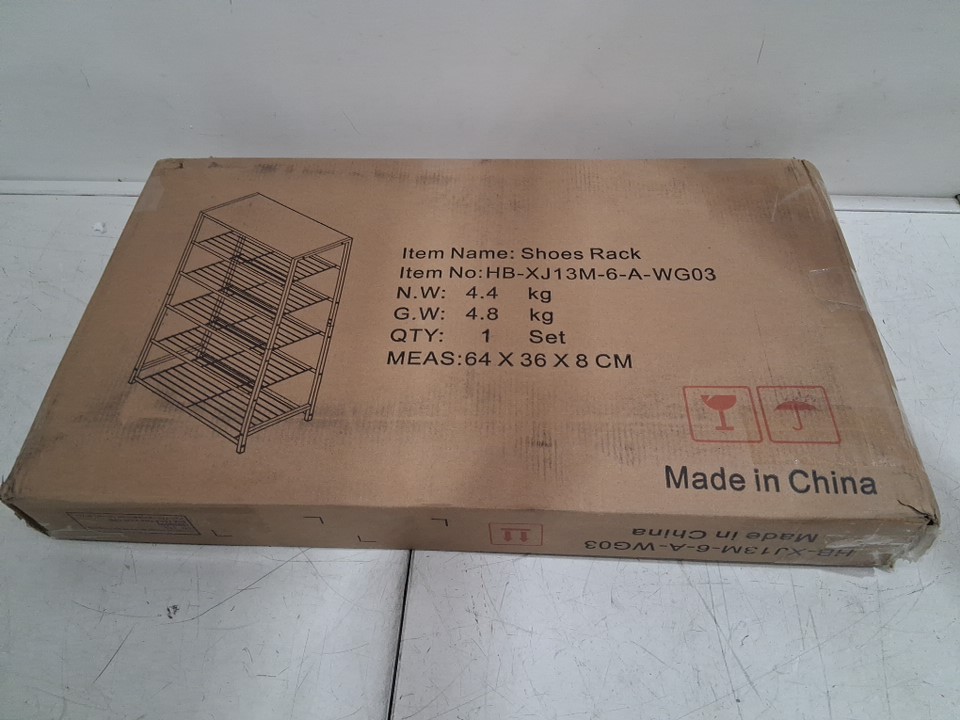 Item Name: Shoes Rack
Item No:HB-XJ13M-6-A-WG03
N.W: 4.4 kg
G.W: 4.8 kg
QTY: 1 Set
MEAS:64 X 36 X 8 CM
Made in China
HB-XJ13M-6-A-WG03
Made in China